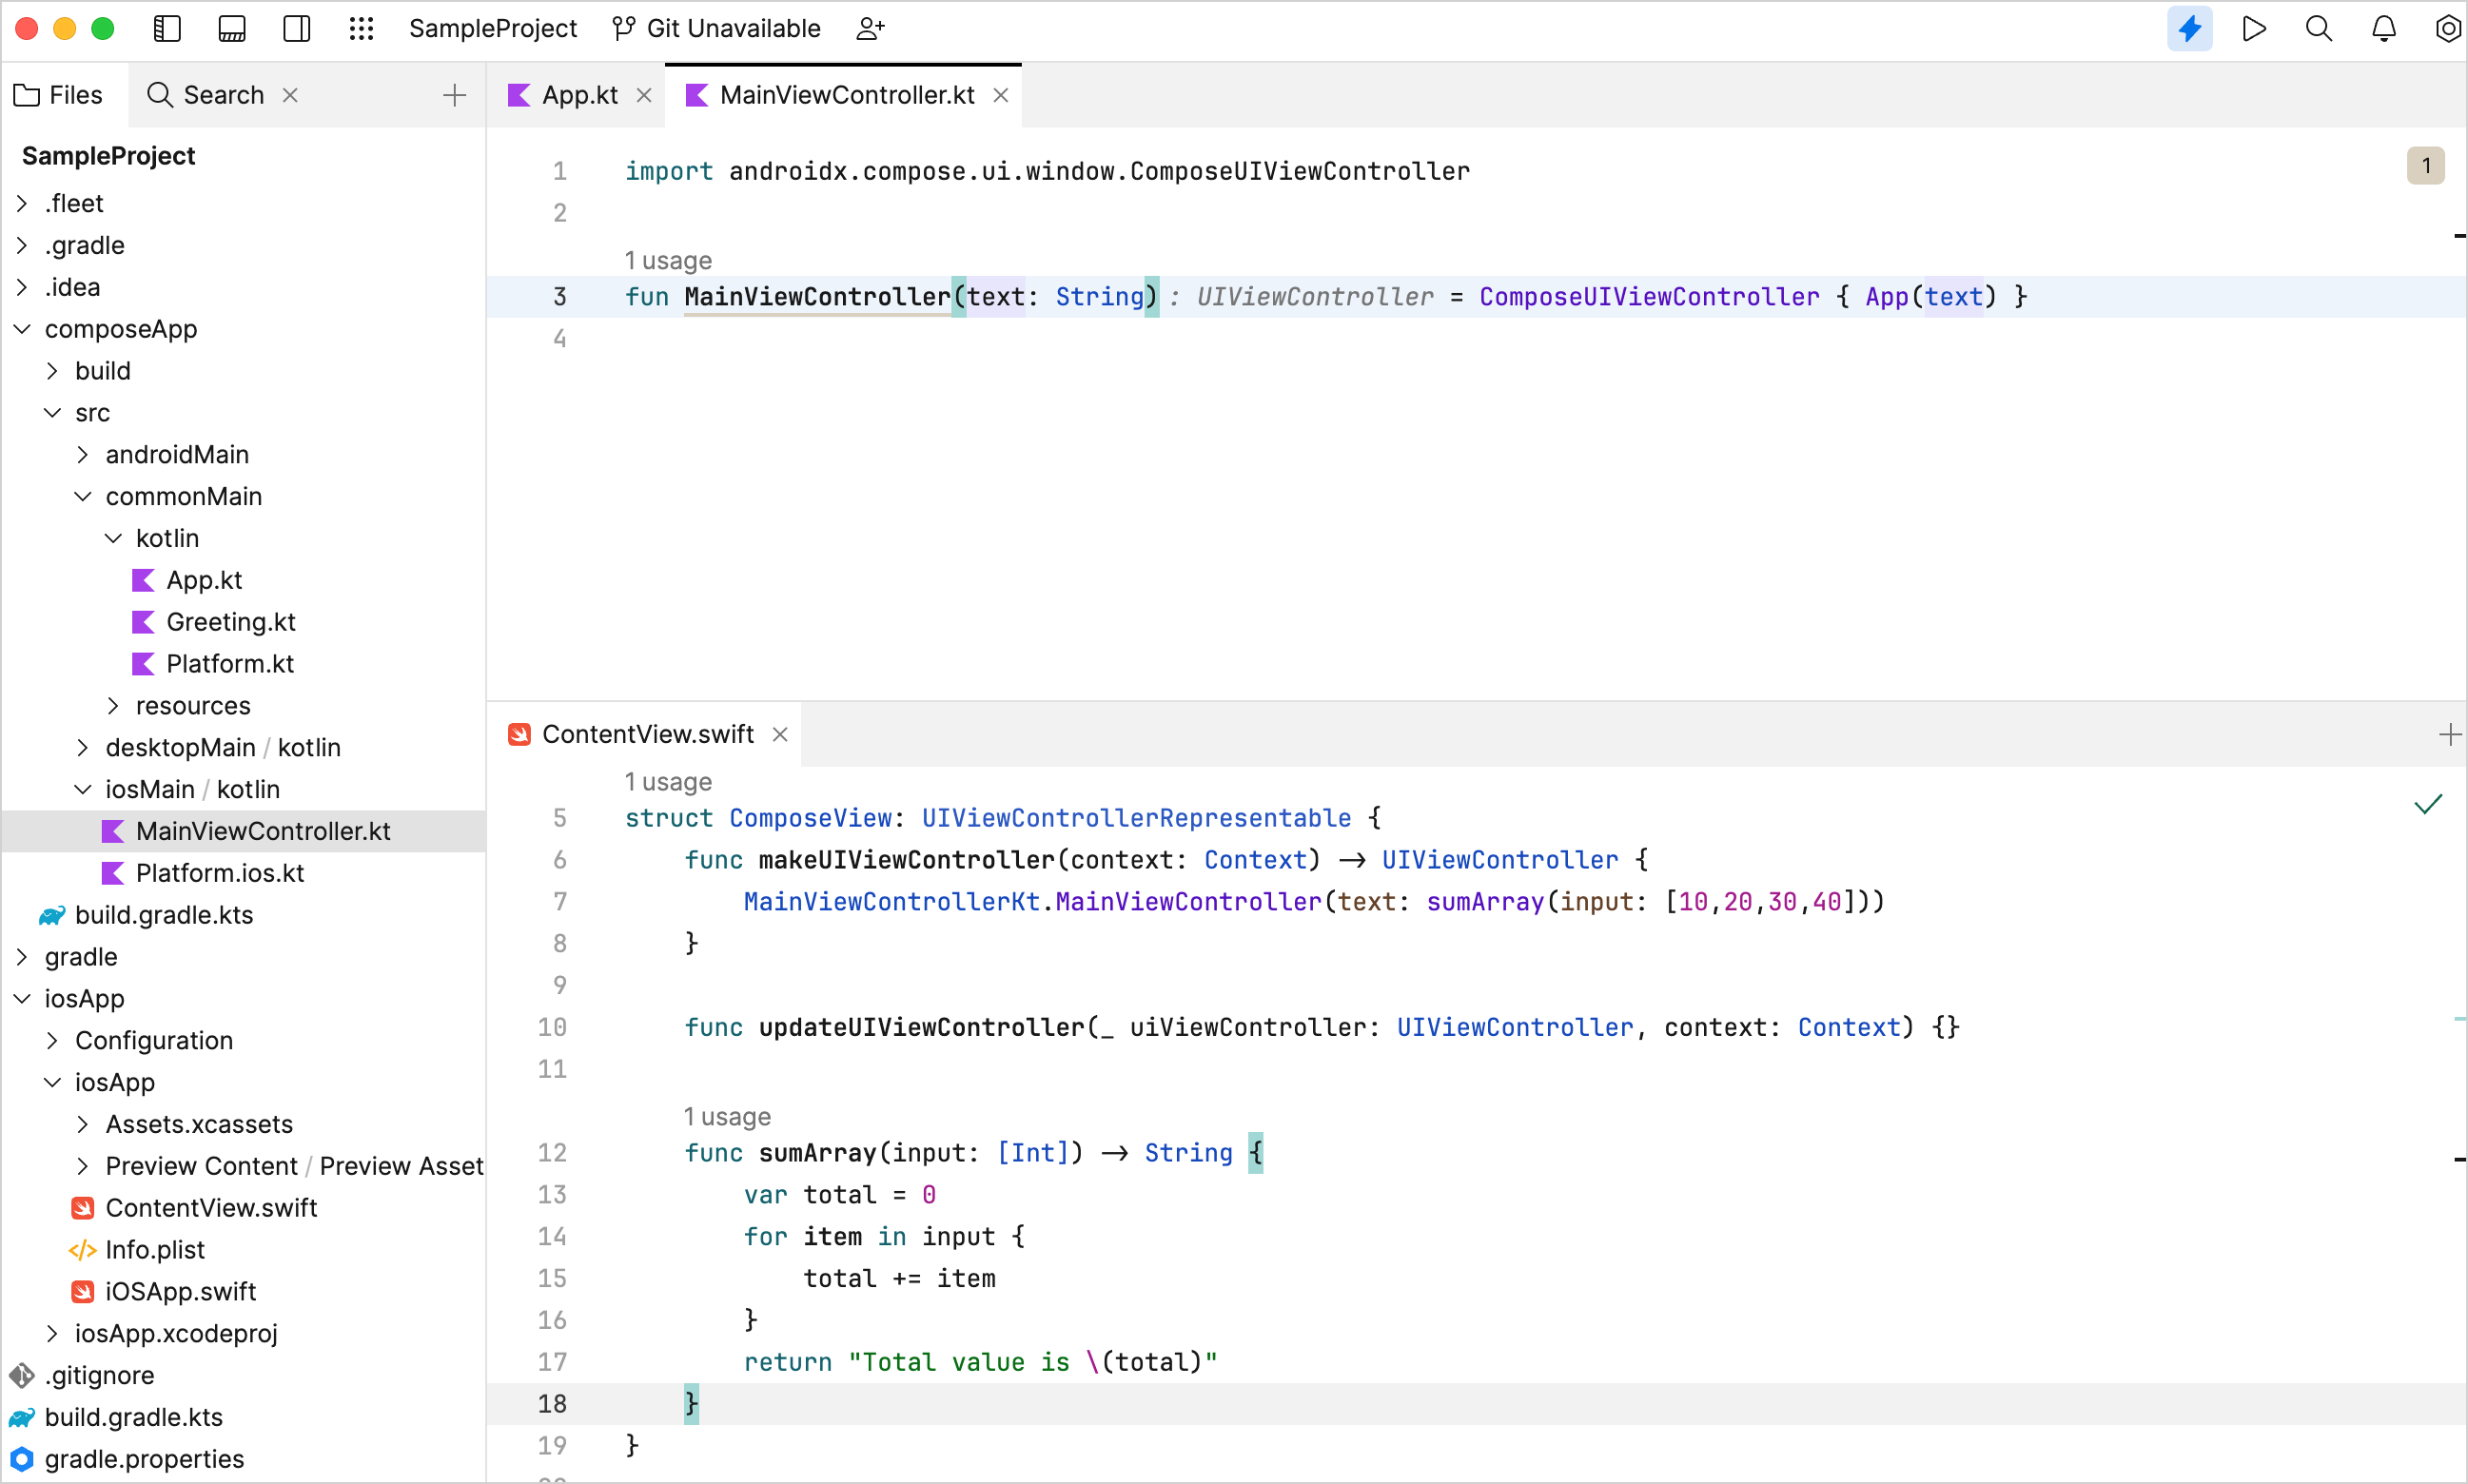 SampleProject Git Unavailable
Files Search
SampleProject
.fleet
.gradle
.idea
composeApp
build
src
androidMain
commonMain
kotlin
App.kt
Greeting.kt
Platform.kt
resources
desktopMain / kotlin
iosMain / kotlin
MainViewController.kt
Platform.ios.kt
build.gradle.kts
gradle
iosApp
Configuration
iosApp
Assets.xcassets
Preview Content / Preview Asset
ContentView.swift
Info.plist
iOSApp.swift
iosApp.xcodeproj
.gitignore
build.gradle.kts
gradle.properties
App.kt MainViewController.kt
1 import androidx.compose.ui.window.ComposeUIViewController
1
2
1 usage
3 fun MainViewController(text: String) : UIViewController = ComposeUIViewController { App(text) }
4
ContentView.swift
1 usage
5 struct ComposeView: UIViewControllerRepresentable {
6 func makeUIViewController(context: Context) → UIViewController {
7 MainViewControllerKt.MainViewController(text: sumArray(input: [10,20,30,40]))
8 }
9
10 func updateUIViewController(_ uiViewController: UIViewController, context: Context) {}
11
1 usage
12 func sumArray(input: [Int]) → String {
13 var total = 0
14 for item in input {
15 total += item
16 }
17 return "Total value is \(total)"
18 }
19 }